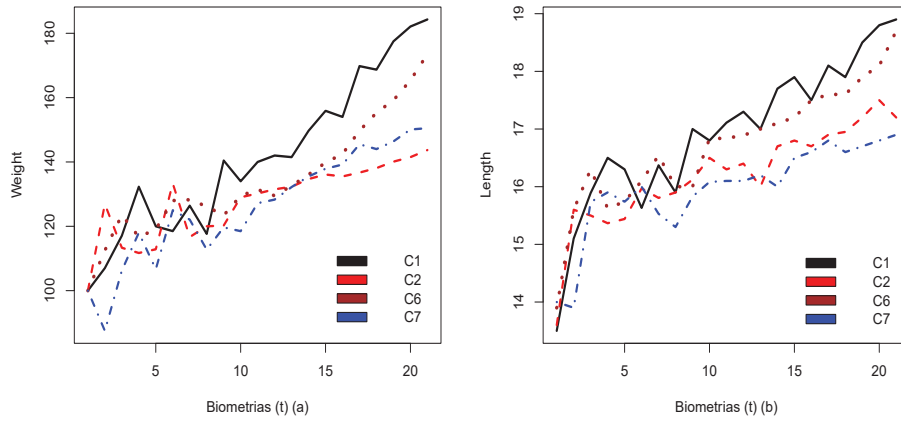 Weight
180
160
140
120
100
C1
C2
C6
C7
5 10 15 20
Biometrias (t) (a)
Length
19
18
17
16
15
14
C1
C2
C6
C7
5 10 15 20
Biometrias (t) (b)